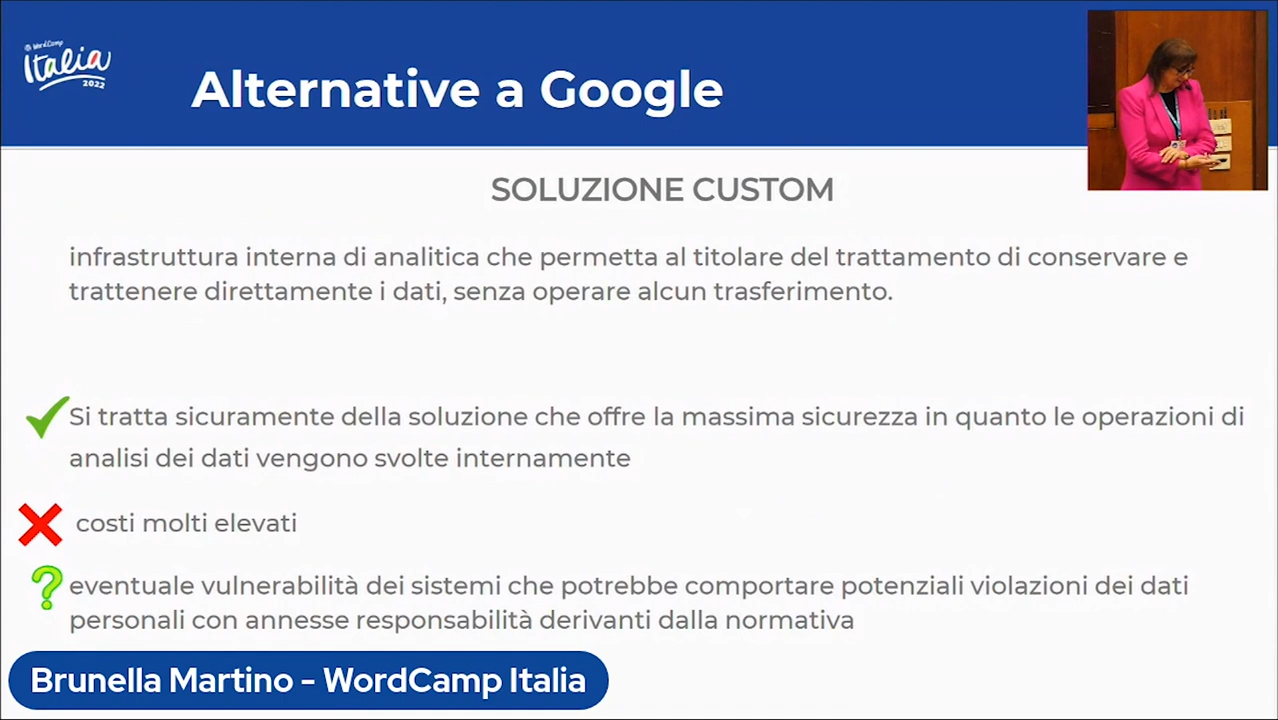 WordCamp
Italia
2022
Alternative a Google
SOLUZIONE CUSTOM
infrastruttura interna di analitica che permetta al titolare del trattamento di conservare e
trattenere direttamente i dati, senza operare alcun trasferimento.
Si tratta sicuramente della soluzione che offre la massima sicurezza in quanto le operazioni di
analisi dei dati vengono svolte internamente
costi molti elevati
eventuale vulnerabilità dei sistemi che potrebbe comportare potenziali violazioni dei dati
personali con annesse responsabilità derivanti dalla normativa
Brunella Martino - WordCamp Italia